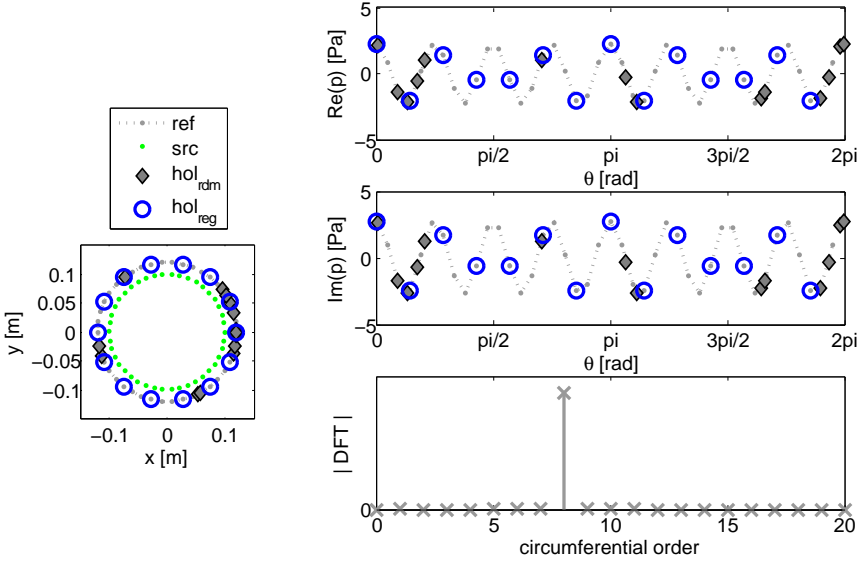 ref
src
hol_rdm
hol_reg
0.1
0.05
0
−0.05
−0.1
y [m]
−0.1 0 0.1
x [m]
5
0
−5
Re(p) [Pa]
0 pi/2 pi 3pi/2 2pi
θ [rad]
5
0
−5
Im(p) [Pa]
0 pi/2 pi 3pi/2 2pi
θ [rad]
| DFT |
0
0 5 10 15 20
circumferential order